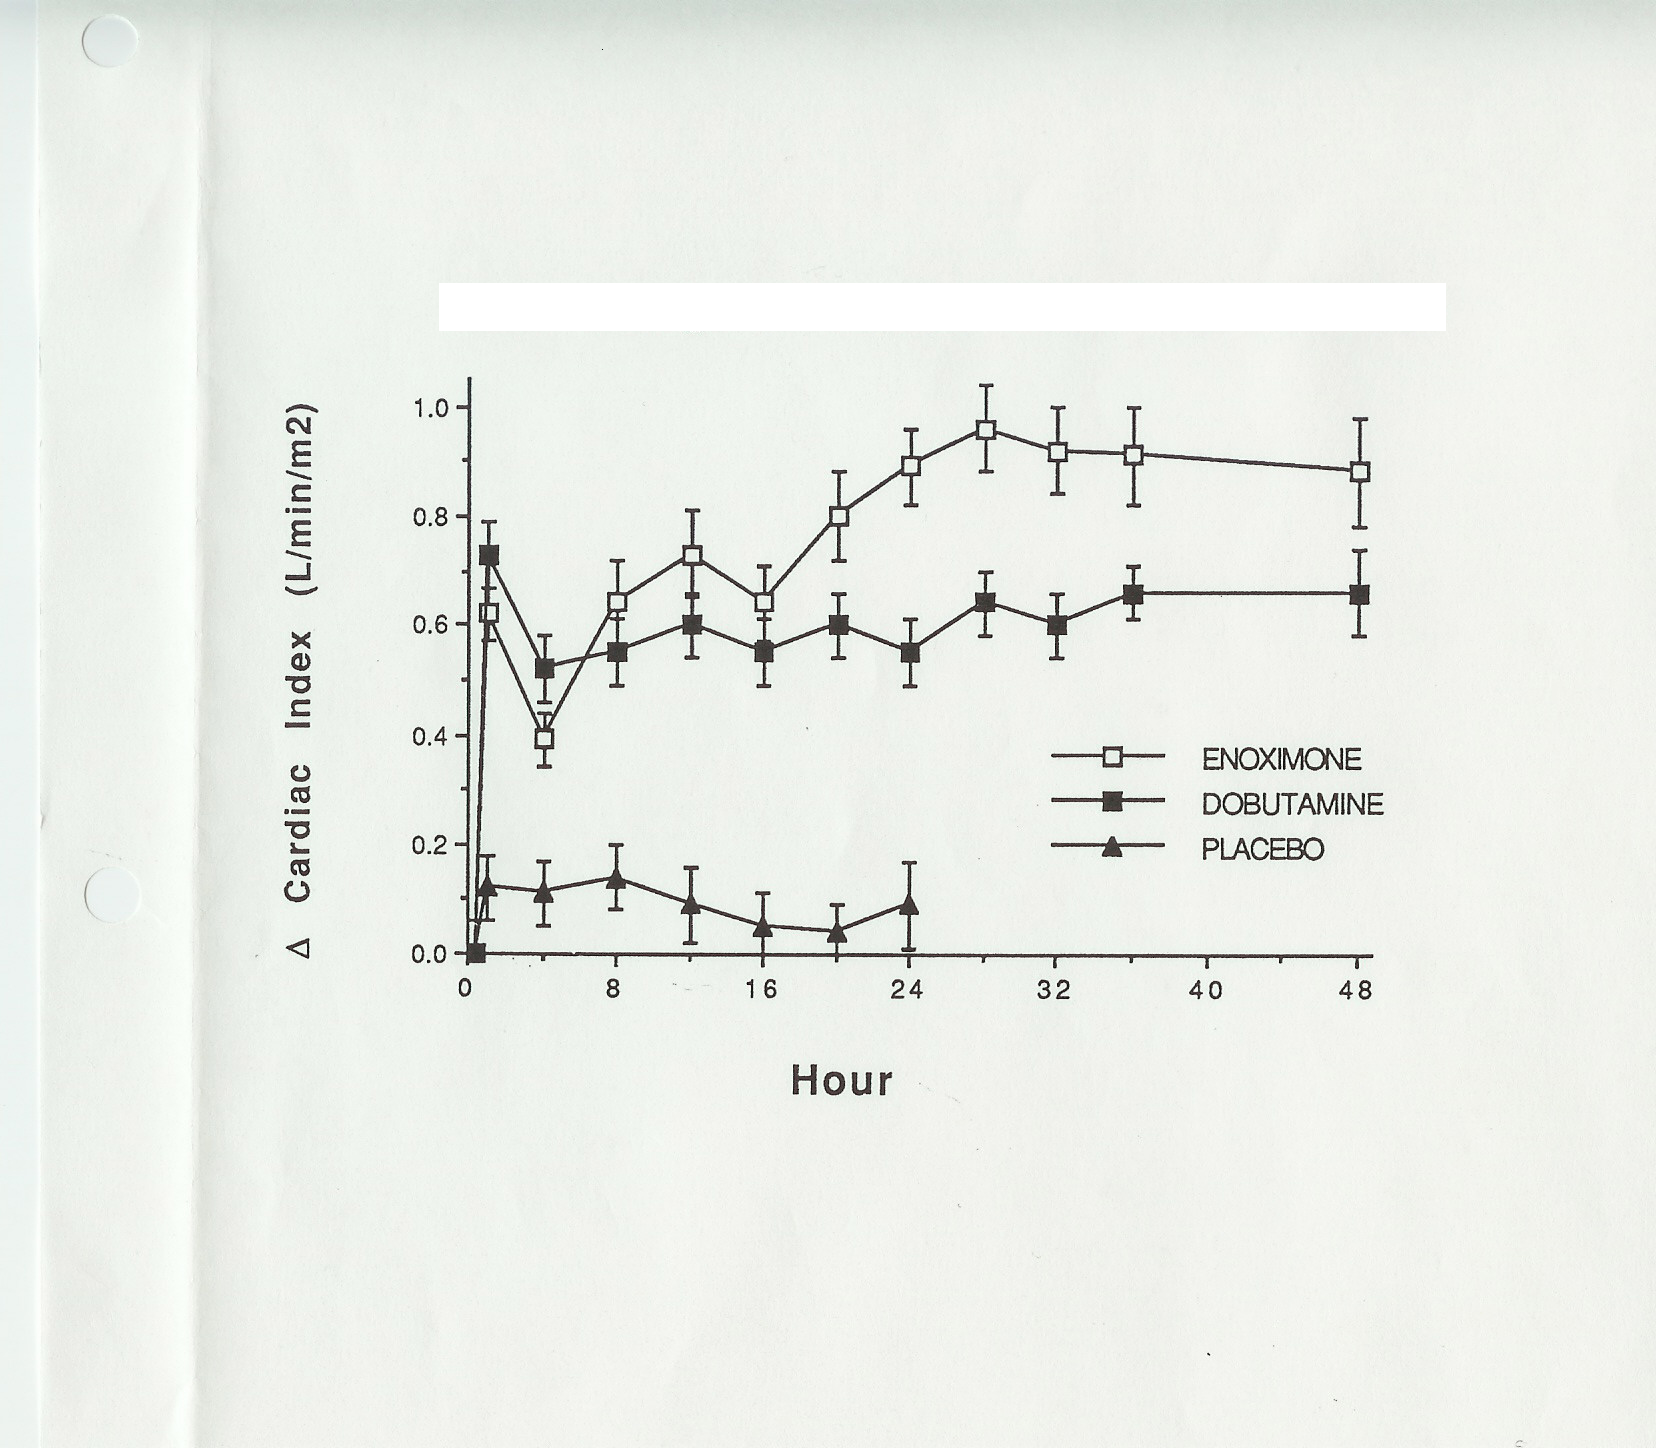 Δ Cardiac Index (L/min/m2)
1.0
0.8
0.6
0.4
0.2
0.0
ENOXIMONE
DOBUTAMINE
PLACEBO
0 8 16 24 32 40 48
Hour